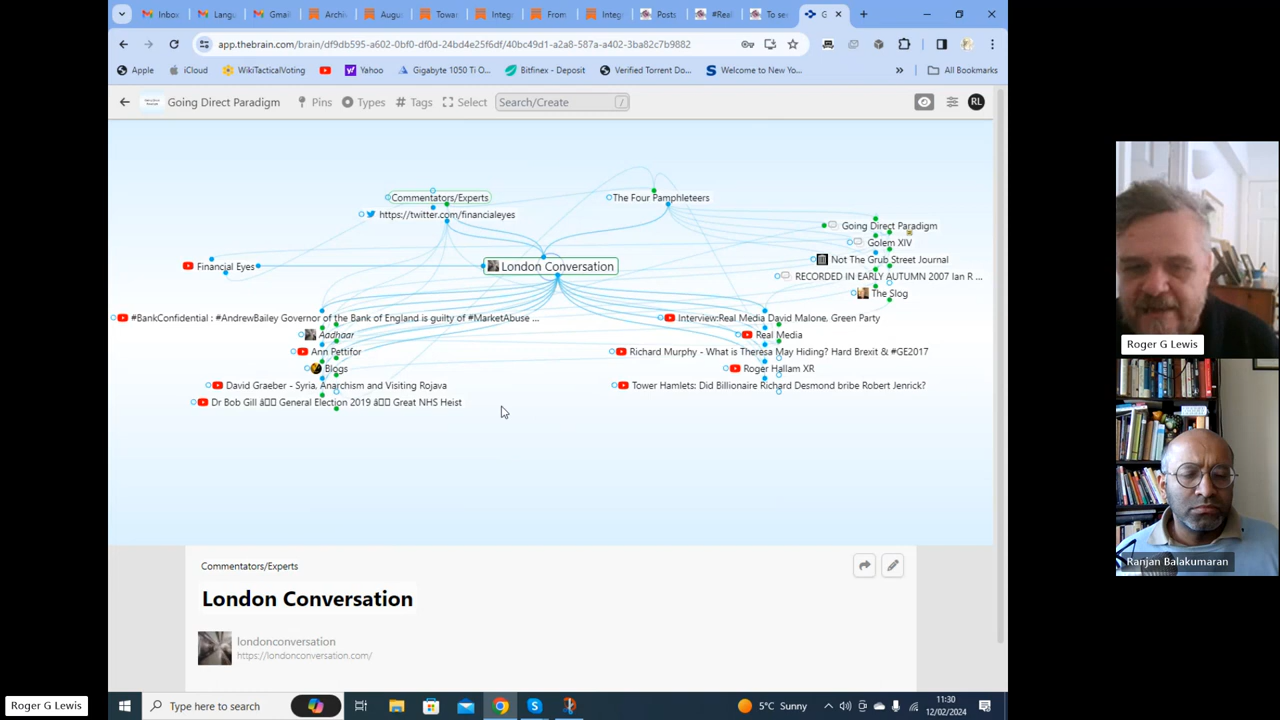 Inbox
Langu
Gmail
Archi
Augu
Towar
Integr
From
Integr
Posts
#Real
To se
G
app.thebrain.com/brain/df9db595-a602-0bf0-df0d-24bd4e25f6df/40bc49d1-a2a8-587a-a402-3ba82c7b9882
Apple
iCloud
WikiTacticalVoting
Yahoo
Gigabyte 1050 Ti O...
Bitfinex - Deposit
Verified Torrent Do...
Welcome to New Yo...
All Bookmarks
Going Direct Paradigm
Pins
Types
Tags
Select
Search/Create
/
RL
Commentators/Experts
The Four Pamphleteers
https://twitter.com/financialeyes
Going Direct Paradigm
Golem XIV
Not The Grub Street Journal
Financial Eyes
London Conversation
RECORDED IN EARLY AUTUMN 2007 Ian R ...
The Slog
#BankConfidential : #AndrewBailey Governor of the Bank of England is guilty of #MarketAbuse ...
Interview:Real Media David Malone, Green Party
Aadhaar
Real Media
Ann Pettifor
Richard Murphy - What is Theresa May Hiding? Hard Brexit & #GE2017
Blogs
Roger Hallam XR
David Graeber - Syria, Anarchism and Visiting Rojava
Tower Hamlets: Did Billionaire Richard Desmond bribe Robert Jenrick?
General Election 2019
Great NHS Heist
Dr Bob Gill
Commentators/Experts
London Conversation
londonconversation
https://londonconversation.com/
Roger G Lewis
Ranjan Balakumaran
Roger G Lewis
Type here to search
5°C Sunny
11:30
12/02/2024